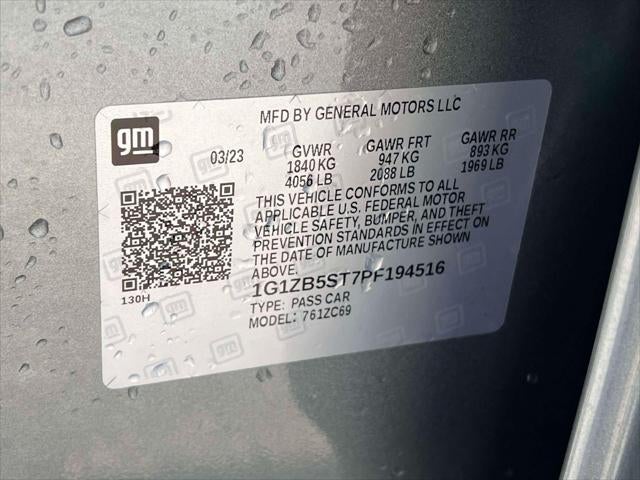 MFD BY GENERAL MOTORS LLC
gm
03/23 GVWR GAWR FRT GAWR RR
1840 KG 947 KG 893 KG
4056 LB 2088 LB 1969 LB
THIS VEHICLE CONFORMS TO ALL
APPLICABLE U.S. FEDERAL MOTOR
VEHICLE SAFETY, BUMPER, AND THEFT
PREVENTION STANDARDS IN EFFECT ON
THE DATE OF MANUFACTURE SHOWN
ABOVE.
1G1ZB5ST7PF194516
130H
TYPE: PASS CAR
MODEL: 761ZC69